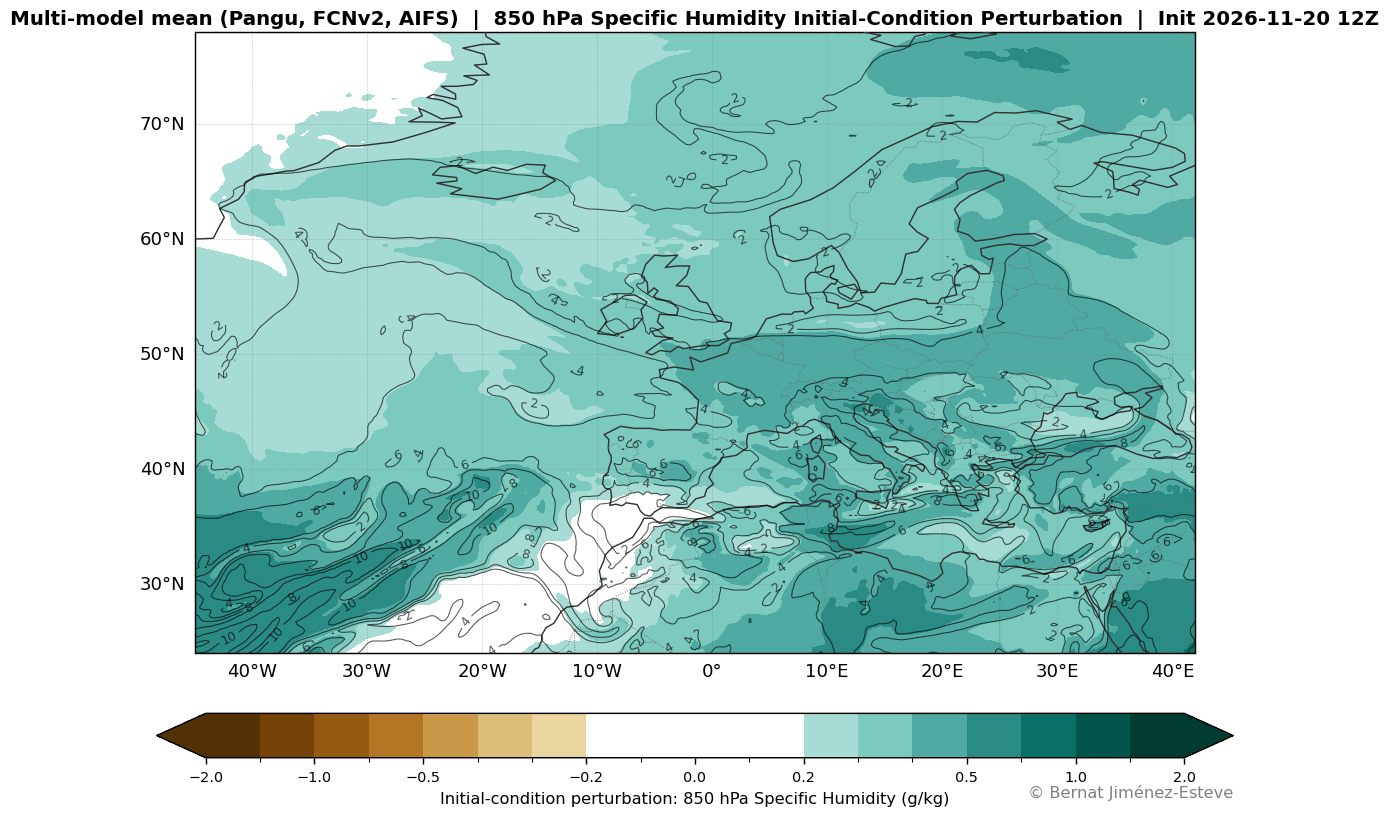 Multi-model mean (Pangu, FCNv2, AIFS)  |  850 hPa Specific Humidity Initial-Condition Perturbation  |  Init 2026-11-20 12Z
70°N
60°N
50°N
40°N
30°N
40°W 30°W 20°W 10°W 0° 10°E 20°E 30°E 40°E
−2.0 −1.0 −0.5 −0.2 0.0 0.2 0.5 1.0 2.0
Initial-condition perturbation: 850 hPa Specific Humidity (g/kg)
© Bernat Jiménez-Esteve